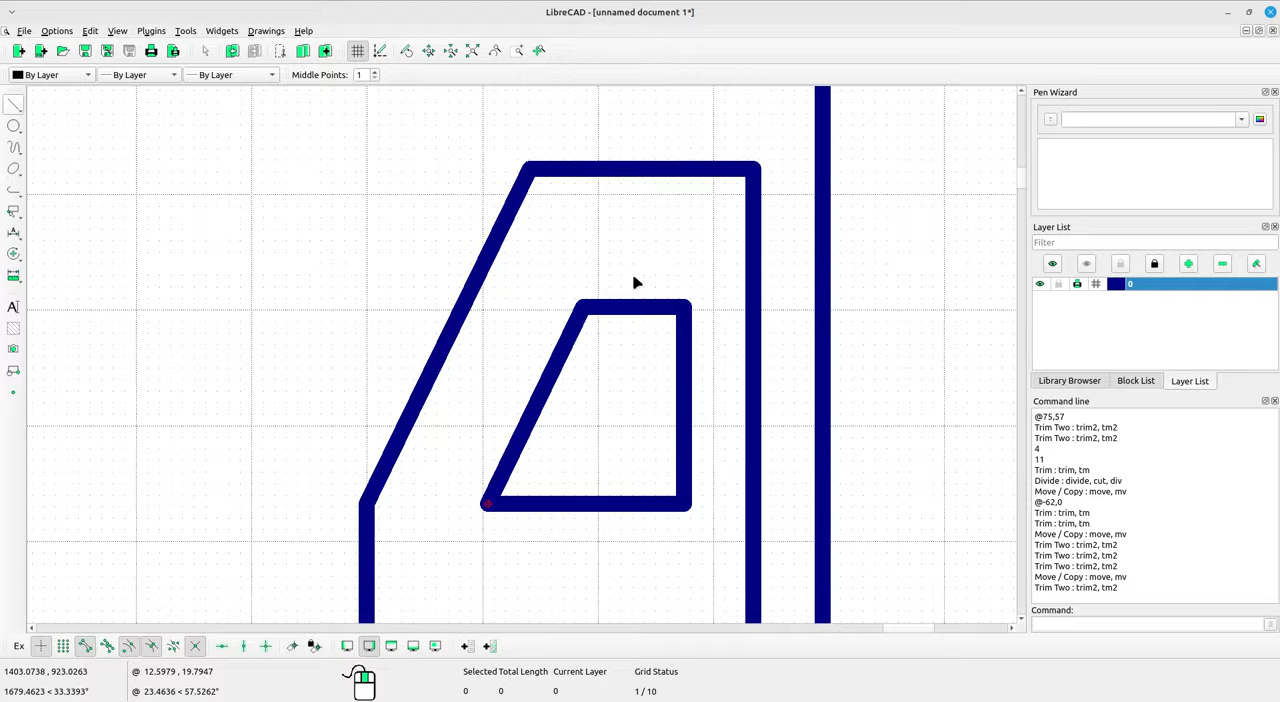 LibreCAD - [unnamed document 1*]
File Options Edit View Plugins Tools Widgets Drawings Help
By Layer By Layer By Layer Middle Points: 1
Pen Wizard
Layer List
Filter
0
Library Browser Block List Layer List
Command line
@75,57
Trim Two : trim2, tm2
Trim Two : trim2, tm2
4
11
Trim : trim, tm
Divide : divide, cut, div
Move / Copy : move, mv
@-62,0
Trim : trim, tm
Trim : trim, tm
Move / Copy : move, mv
Trim Two : trim2, tm2
Trim Two : trim2, tm2
Trim Two : trim2, tm2
Move / Copy : move, mv
Trim Two : trim2, tm2
Command:
Ex
1403.0738 , 923.0263 @ 12.5979 , 19.7947 Selected Total Length Current Layer Grid Status
1679.4623 < 33.3393° @ 23.4636 < 57.5262° 0 0 0 1 / 10